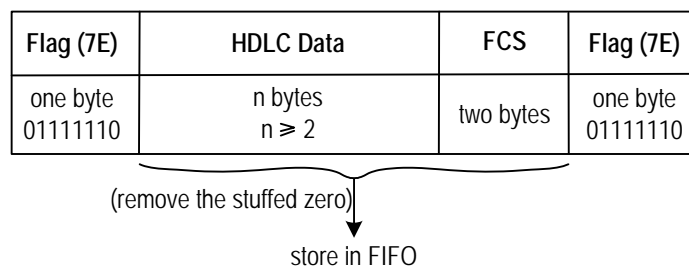 Flag (7E) HDLC Data FCS Flag (7E)
one byte n bytes two bytes one byte
01111110 n ⩾ 2 01111110
(remove the stuffed zero)
store in FIFO